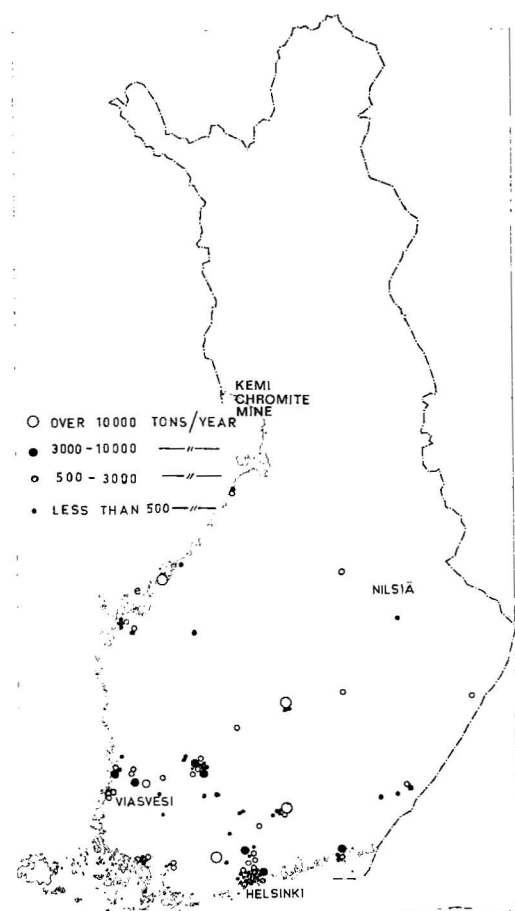 KEMI
CHROMITE
MINE
OVER 10000 TONS/YEAR
3000-10000 —〃—
500-3000 —〃—
LESS THAN 500 —〃—
NILSIÄ
VIASVESI
HELSINKI